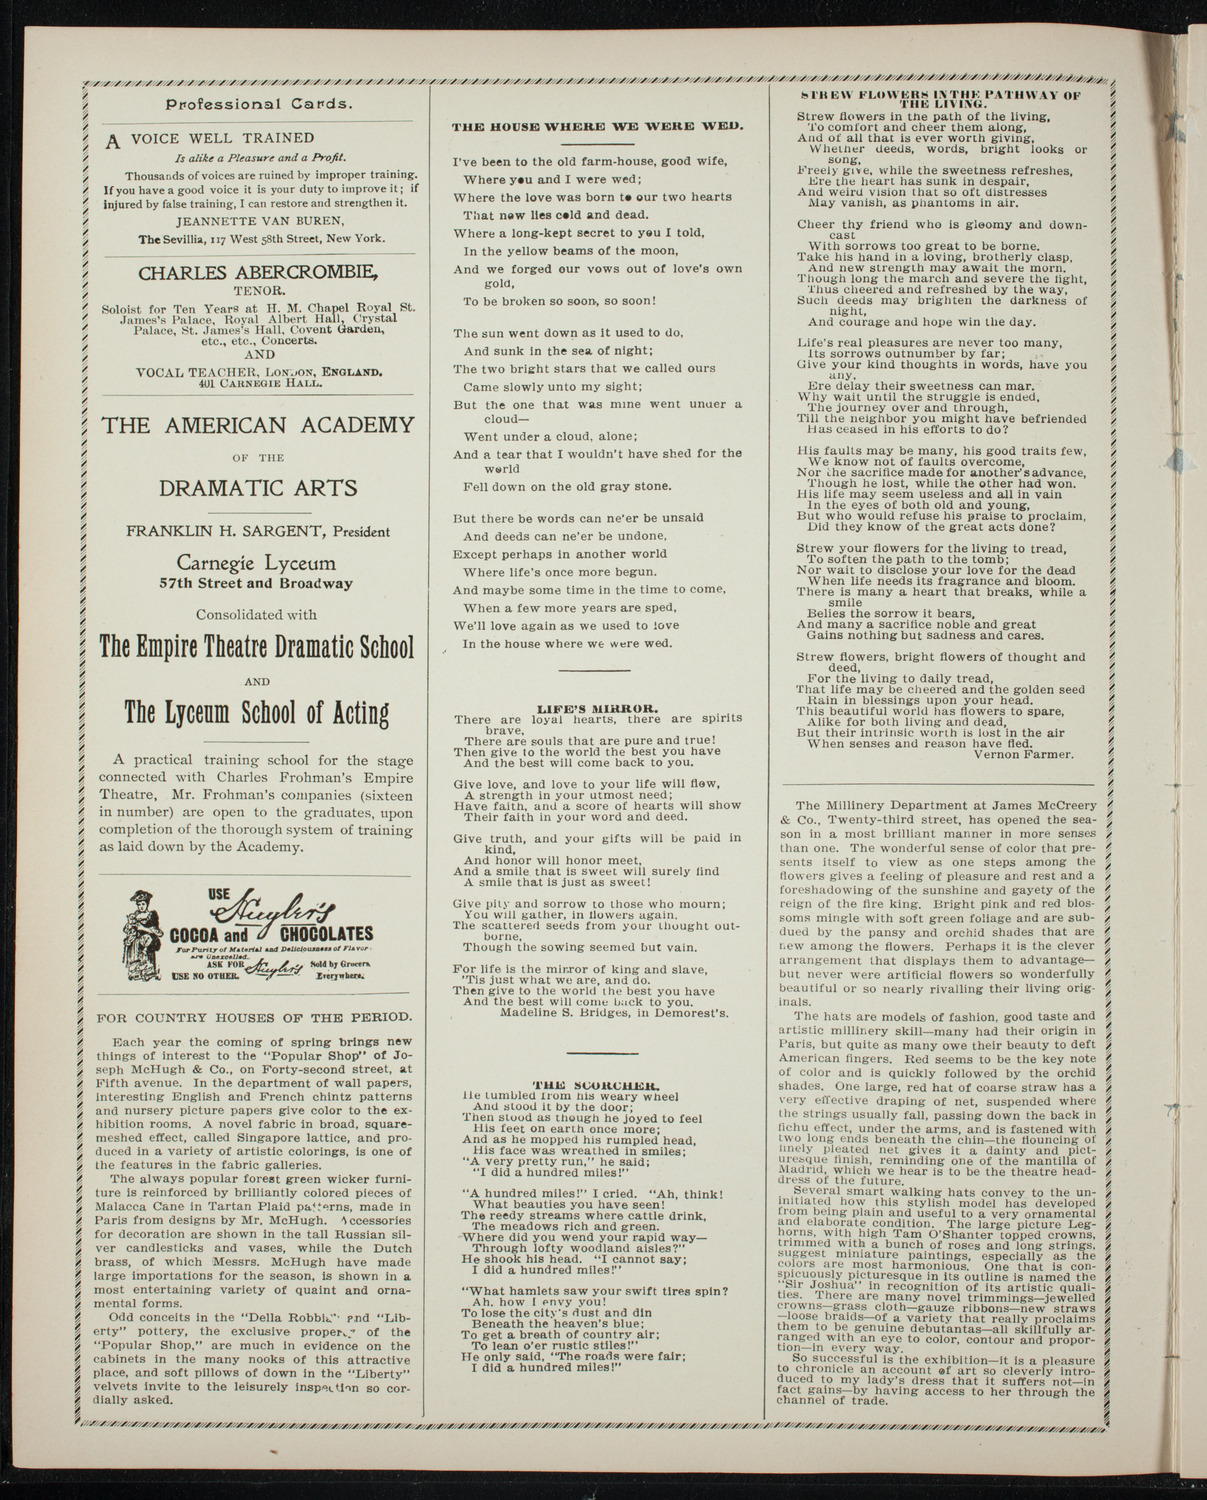 Professional Cards.
A VOICE WELL TRAINED
Is alike a Pleasure and a Profit.
Thousands of voices are ruined by improper training.
If you have a good voice it is your duty to improve it; if
injured by false training, I can restore and strengthen it.
JEANNETTE VAN BUREN,
The Sevillia, 117 West 58th Street, New York.
CHARLES ABERCROMBIE,
TENOR.
Soloist for Ten Years at H. M. Chapel Royal St.
James's Palace, Royal Albert Hall, Crystal
Palace, St. James's Hall, Covent Garden,
etc., etc., Concerts.
AND
VOCAL TEACHER, LONDON, ENGLAND.
401 CARNEGIE HALL.
THE AMERICAN ACADEMY
OF THE
DRAMATIC ARTS
FRANKLIN H. SARGENT, President
Carnegie Lyceum
57th Street and Broadway
Consolidated with
The Empire Theatre Dramatic School
AND
The Lyceum School of Acting
A practical training school for the stage
connected with Charles Frohman's Empire
Theatre, Mr. Frohman's companies (sixteen
in number) are open to the graduates, upon
completion of the thorough system of training
as laid down by the Academy.
USE Huyler's
COCOA and CHOCOLATES
For Purity of Material and Deliciousness of Flavor
are Unexcelled.
ASK FOR Huyler's Sold by Grocers
USE NO OTHER. Everywhere.
FOR COUNTRY HOUSES OF THE PERIOD.
Each year the coming of spring brings new
things of interest to the "Popular Shop" of Jo-
seph McHugh & Co., on Forty-second street, at
Fifth avenue. In the department of wall papers,
interesting English and French chintz patterns
and nursery picture papers give color to the ex-
hibition rooms. A novel fabric in broad, square-
meshed effect, called Singapore lattice, and pro-
duced in a variety of artistic colorings, is one of
the features in the fabric galleries.
The always popular forest green wicker furni-
ture is reinforced by brilliantly colored pieces of
Malacca Cane in Tartan Plaid patterns, made in
Paris from designs by Mr. McHugh. Accessories
for decoration are shown in the tall Russian sil-
ver candlesticks and vases, while the Dutch
brass, of which Messrs. McHugh have made
large importations for the season, is shown in a
most entertaining variety of quaint and orna-
mental forms.
Odd conceits in the "Della Robbia" and "Lib-
erty" pottery, the exclusive property of the
"Popular Shop," are much in evidence on the
cabinets in the many nooks of this attractive
place, and soft pillows of down in the "Liberty"
velvets invite to the leisurely inspection so cor-
dially asked.
THE HOUSE WHERE WE WERE WED.
I've been to the old farm-house, good wife,
Where you and I were wed;
Where the love was born to our two hearts
That now lies cold and dead.
Where a long-kept secret to you I told,
In the yellow beams of the moon,
And we forged our vows out of love's own
gold,
To be broken so soon, so soon!
The sun went down as it used to do,
And sunk in the sea of night;
The two bright stars that we called ours
Came slowly unto my sight;
But the one that was mine went under a
cloud—
Went under a cloud, alone;
And a tear that I wouldn't have shed for the
world
Fell down on the old gray stone.
But there be words can ne'er be unsaid
And deeds can ne'er be undone,
Except perhaps in another world
Where life's once more begun.
And maybe some time in the time to come,
When a few more years are sped,
We'll love again as we used to love
In the house where we were wed.
LIFE'S MIRROR.
There are loyal hearts, there are spirits
brave,
There are souls that are pure and true!
Then give to the world the best you have
And the best will come back to you.
Give love, and love to your life will flow,
A strength in your utmost need;
Have faith, and a score of hearts will show
Their faith in your word and deed.
Give truth, and your gifts will be paid in
kind,
And honor will honor meet,
And a smile that is sweet will surely find
A smile that is just as sweet!
Give pity and sorrow to those who mourn;
You will gather, in flowers again,
The scattered seeds from your thought out-
borne,
Though the sowing seemed but vain.
For life is the mirror of king and slave,
'Tis just what we are, and do.
Then give to the world the best you have
And the best will come back to you.
Madeline S. Bridges, in Demorest's.
THE SCORCHER.
He tumbled from his weary wheel
And stood it by the door;
Then stood as though he joyed to feel
His feet on earth once more;
And as he mopped his rumpled head,
His face was wreathed in smiles;
"A very pretty run," he said;
"I did a hundred miles!"
"A hundred miles!" I cried. "Ah, think!
What beauties you have seen!
The reedy streams where cattle drink,
The meadows rich and green.
Where did you wend your rapid way—
Through lofty woodland aisles?"
He shook his head. "I cannot say;
I did a hundred miles!"
"What hamlets saw your swift tires spin?
Ah, how I envy you!
To lose the city's dust and din
Beneath the heaven's blue;
To get a breath of country air;
To lean o'er rustic stiles!"
He only said, "The roads were fair;
I did a hundred miles!"
STREW FLOWERS IN THE PATHWAY OF
THE LIVING.
Strew flowers in the path of the living,
To comfort and cheer them along,
And of all that is ever worth giving,
Whether deeds, words, bright looks or
song,
Freely give, while the sweetness refreshes,
Ere the heart has sunk in despair,
And weird vision that so oft distresses
May vanish, as phantoms in air.
Cheer thy friend who is gloomy and down-
cast
With sorrows too great to be borne.
Take his hand in a loving, brotherly clasp,
And new strength may await the morn.
Though long the march and severe the fight,
Thus cheered and refreshed by the way,
Such deeds may brighten the darkness of
night,
And courage and hope win the day.
Life's real pleasures are never too many,
Its sorrows outnumber by far;
Give your kind thoughts in words, have you
any,
Ere delay their sweetness can mar.
Why wait until the struggle is ended,
The journey over and through,
Till the neighbor you might have befriended
Has ceased in his efforts to do?
His faults may be many, his good traits few,
We know not of faults overcome,
Nor the sacrifice made for another's advance,
Though he lost, while the other had won.
His life may seem useless and all in vain
In the eyes of both old and young,
But who would refuse his praise to proclaim,
Did they know of the great acts done?
Strew your flowers for the living to tread,
To soften the path to the tomb;
Nor wait to disclose your love for the dead
When life needs its fragrance and bloom.
There is many a heart that breaks, while a
smile
Belies the sorrow it bears,
And many a sacrifice noble and great
Gains nothing but sadness and cares.
Strew flowers, bright flowers of thought and
deed,
For the living to daily tread,
That life may be cheered and the golden seed
Rain in blessings upon your head.
This beautiful world has flowers to spare,
Alike for both living and dead,
But their intrinsic worth is lost in the air
When senses and reason have fled.
Vernon Farmer.
The Millinery Department at James McCreery
& Co., Twenty-third street, has opened the sea-
son in a most brilliant manner in more senses
than one. The wonderful sense of color that pre-
sents itself to view as one steps among the
flowers gives a feeling of pleasure and rest and a
foreshadowing of the sunshine and gayety of the
reign of the fire king. Bright pink and red blos-
soms mingle with soft green foliage and are sub-
dued by the pansy and orchid shades that are
new among the flowers. Perhaps it is the clever
arrangement that displays them to advantage—
but never were artificial flowers so wonderfully
beautiful or so nearly rivalling their living orig-
inals.
The hats are models of fashion, good taste and
artistic millinery skill—many had their origin in
Paris, but quite as many owe their beauty to deft
American fingers. Red seems to be the key note
of color and is quickly followed by the orchid
shades. One large, red hat of coarse straw has a
very effective draping of net, suspended where
the strings usually fall, passing down the back in
fichu effect, under the arms, and is fastened with
two long ends beneath the chin—the flouncing of
finely pleated net gives it a dainty and pict-
uresque finish, reminding one of the mantilla of
Madrid, which we hear is to be the theatre head-
dress of the future.
Several smart walking hats convey to the un-
initiated how this stylish model has developed
from being plain and useful to a very ornamental
and elaborate condition. The large picture Leg-
horns, with high Tam O'Shanter topped crowns,
trimmed with a bunch of roses and long strings,
suggest miniature paintings, especially as the
colors are most harmonious. One that is con-
spicuously picturesque in its outline is named the
"Sir Joshua" in recognition of its artistic quali-
ties. There are many novel trimmings—jewelled
crowns—grass cloth—gauze ribbons—new straws
—loose braids—of a variety that really proclaims
them to be genuine debutantas—all skillfully ar-
ranged with an eye to color, contour and propor-
tion—in every way.
So successful is the exhibition—it is a pleasure
to chronicle an account of art so cleverly intro-
duced to my lady's dress that it suffers not—in
fact gains—by having access to her through the
channel of trade.